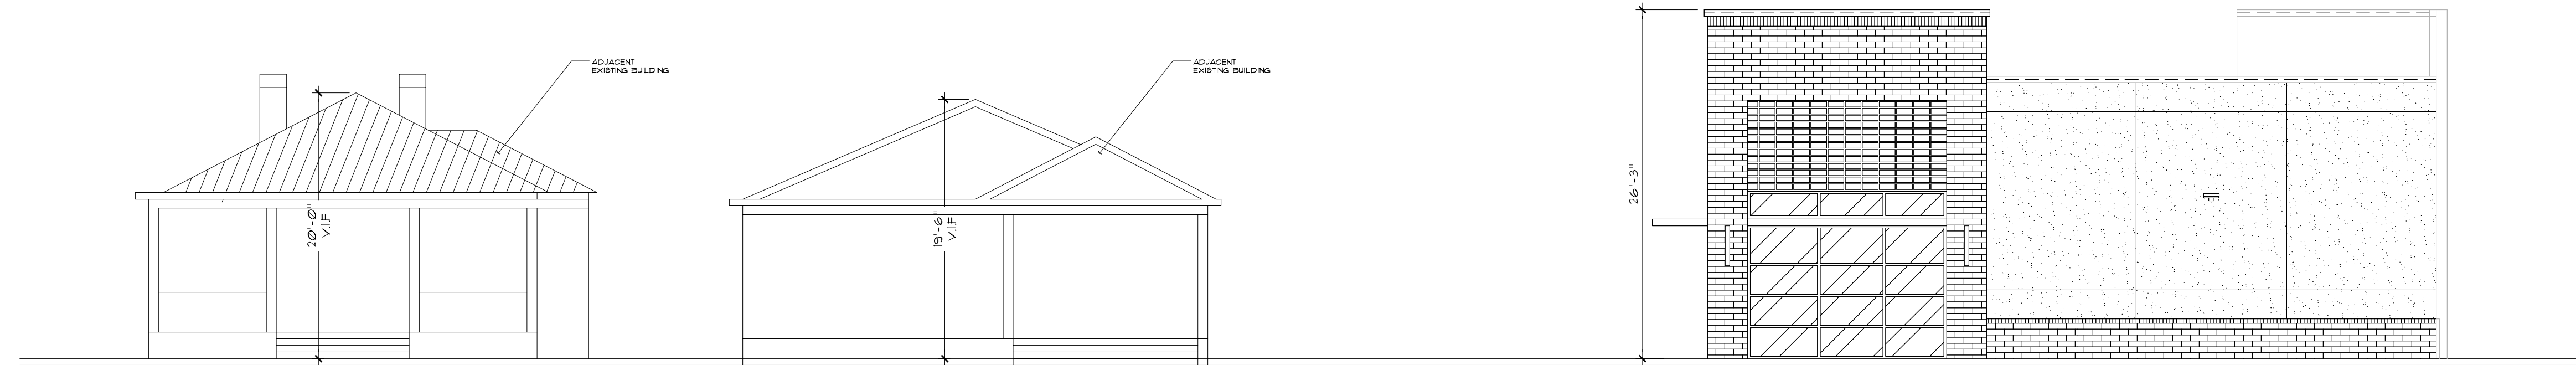 ADJACENT
EXISTING BUILDING
20'-0"
V.I.F
ADJACENT
EXISTING BUILDING
19'-6"
V.I.F
26'-3"